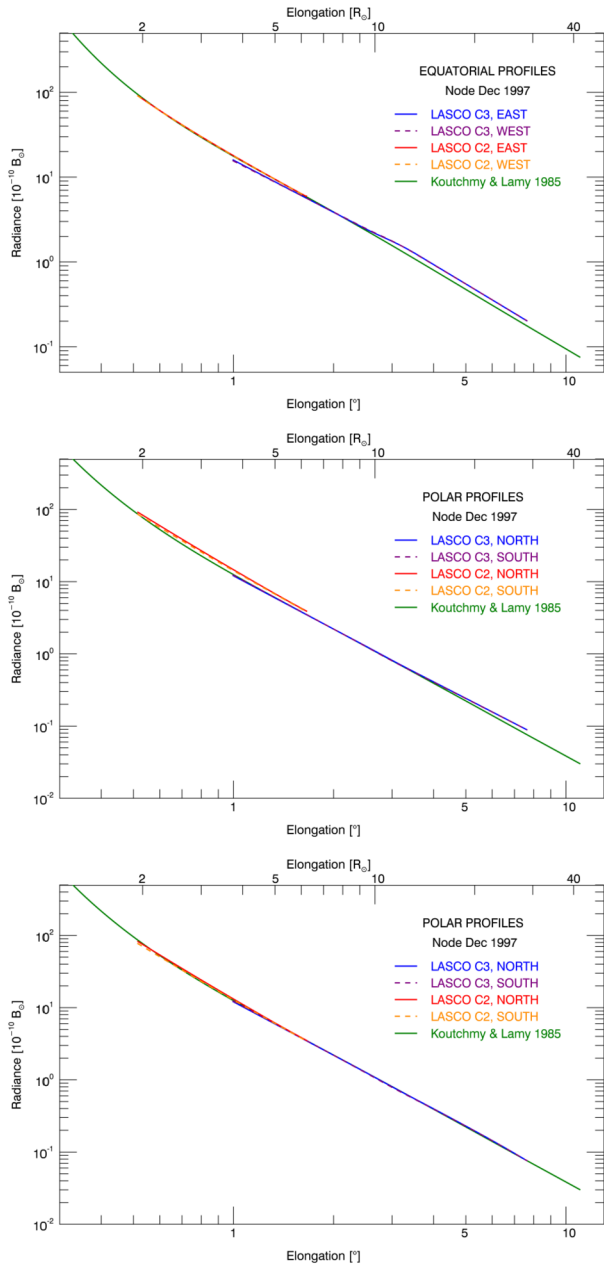 Elongation [R☉]
2 5 10 20 40
EQUATORIAL PROFILES
Node Dec 1997
LASCO C3, EAST
LASCO C3, WEST
LASCO C2, EAST
LASCO C2, WEST
Koutchmy & Lamy 1985
Radiance [10⁻¹⁰ B☉]
10²
10¹
10⁰
10⁻¹
1 5 10
Elongation [°]
Elongation [R☉]
2 5 10 20 40
POLAR PROFILES
Node Dec 1997
LASCO C3, NORTH
LASCO C3, SOUTH
LASCO C2, NORTH
LASCO C2, SOUTH
Koutchmy & Lamy 1985
Radiance [10⁻¹⁰ B☉]
10²
10¹
10⁰
10⁻¹
10⁻²
1 5 10
Elongation [°]
Elongation [R☉]
2 5 10 20 40
POLAR PROFILES
Node Dec 1997
LASCO C3, NORTH
LASCO C3, SOUTH
LASCO C2, NORTH
LASCO C2, SOUTH
Koutchmy & Lamy 1985
Radiance [10⁻¹⁰ B☉]
10²
10¹
10⁰
10⁻¹
10⁻²
1 5 10
Elongation [°]